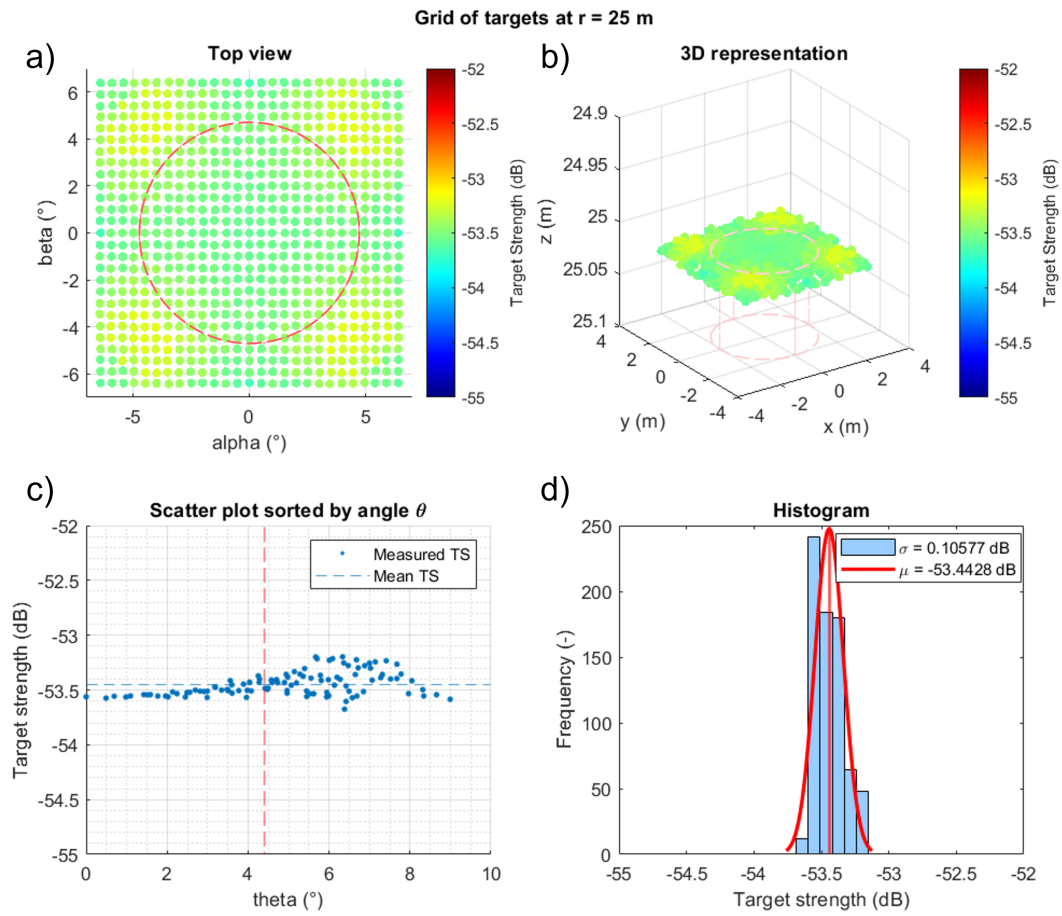 Grid of targets at r = 25 m
a)
Top view
beta (°)
6
4
2
0
-2
-4
-6
-5
0
5
alpha (°)
-52
-52.5
-53
-53.5
-54
-54.5
-55
Target Strength (dB)
b)
3D representation
z (m)
24.9
24.95
25
25.05
25.1
4
2
0
-2
-4
y (m)
-4
-2
0
2
4
x (m)
-52
-52.5
-53
-53.5
-54
-54.5
-55
Target Strength (dB)
c)
Scatter plot sorted by angle θ
Target strength (dB)
-52
-52.5
-53
-53.5
-54
-54.5
-55
Measured TS
Mean TS
0
2
4
6
8
10
theta (°)
d)
Histogram
Frequency (-)
250
200
150
100
50
0
σ = 0.10577 dB
μ = -53.4428 dB
-55
-54.5
-54
-53.5
-53
-52.5
-52
Target strength (dB)